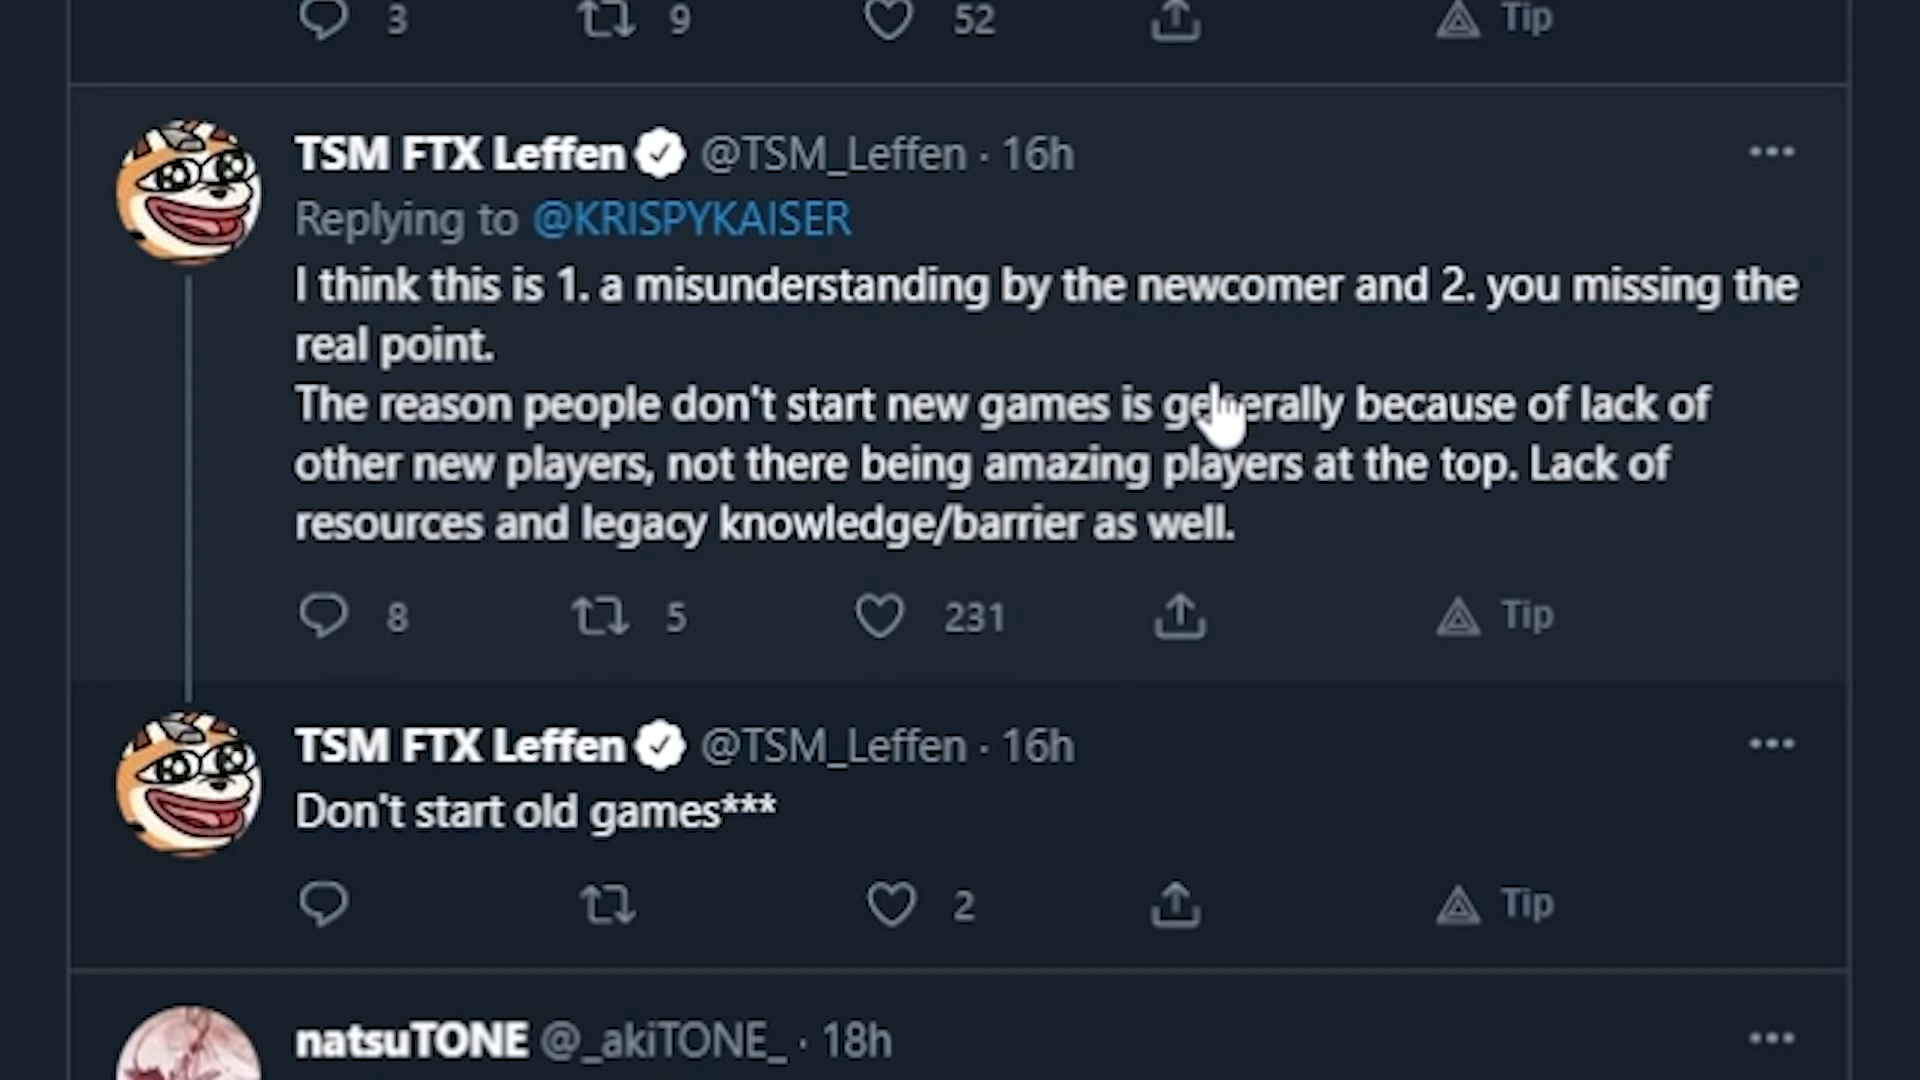 3 9 52 Tip
TSM FTX Leffen @TSM_Leffen · 16h
Replying to @KRISPYKAISER
I think this is 1. a misunderstanding by the newcomer and 2. you missing the
real point.
The reason people don't start new games is generally because of lack of
other new players, not there being amazing players at the top. Lack of
resources and legacy knowledge/barrier as well.
8 5 231 Tip
TSM FTX Leffen @TSM_Leffen · 16h
Don't start old games***
2 Tip
natsuTONE @_akiTONE_ · 18h